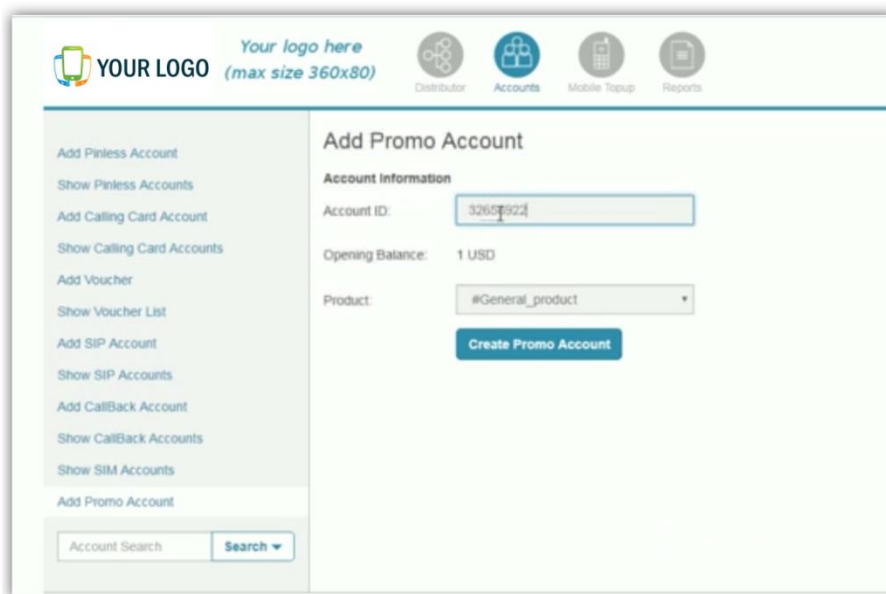 YOUR LOGO
Your logo here
(max size 360x80)
Distributor
Accounts
Mobile Topup
Reports
Add Pinless Account
Show Pinless Accounts
Add Calling Card Account
Show Calling Card Accounts
Add Voucher
Show Voucher List
Add SIP Account
Show SIP Accounts
Add CallBack Account
Show CallBack Accounts
Show SIM Accounts
Add Promo Account
Account Search
Search
Add Promo Account
Account Information
Account ID:
Opening Balance: 1 USD
Product: #General_product
Create Promo Account